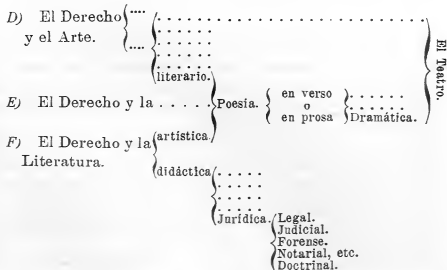 D) El Derecho
y el Arte.
literario.
E) El Derecho y la . . . . . Poesía. en verso
o
en prosa Dramática.
El Teatro.
F) El Derecho y la artística.
Literatura.
didáctica
Jurídica. Legal.
Judicial.
Forense.
Notarial, etc.
Doctrinal.